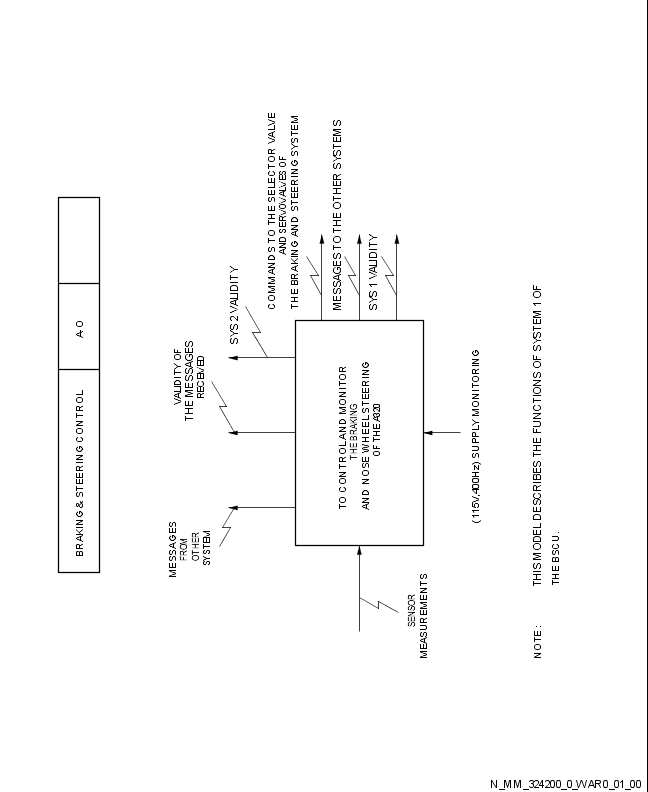 BRAKING & STEERING CONTROL
A-0
MESSAGES
FROM
OTHER
SYSTEM
VALIDITY OF
THE MESSAGES
RECEIVED
SYS 2 VALIDITY
COMMANDS TO THE SELECTOR VALVE
AND SERVOVALVES OF
THE BRAKING AND STEERING SYSTEM
MESSAGES TO THE OTHER SYSTEMS
SYS 1 VALIDITY
TO CONTROL AND MONITOR
THE BRAKING
AND NOSE WHEEL STEERING
OF THE A320
SENSOR
MEASUREMENTS
(115V,400Hz) SUPPLY MONITORING
NOTE : THIS MODEL DESCRIBES THE FUNCTIONS OF SYSTEM 1 OF
THE BSCU.
N_MM_324200_0_WAR0_01_00